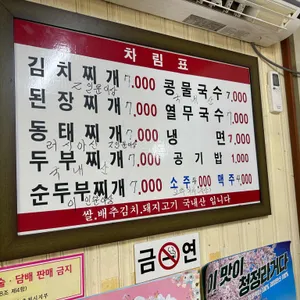 차림표
김치찌개 7,000 콩물국수 7,000
된장찌개 7,000 열무국수 7,000
동태찌개 7,000 냉면 7,000
두부찌개 7,000 공기밥 1,000
순두부찌개 7,000 소주 4,000 맥주 4,000
쌀,배추김치,돼지고기 국내산 입니다
금연
술·담배 판매 금지
이 맛이
청정라거다